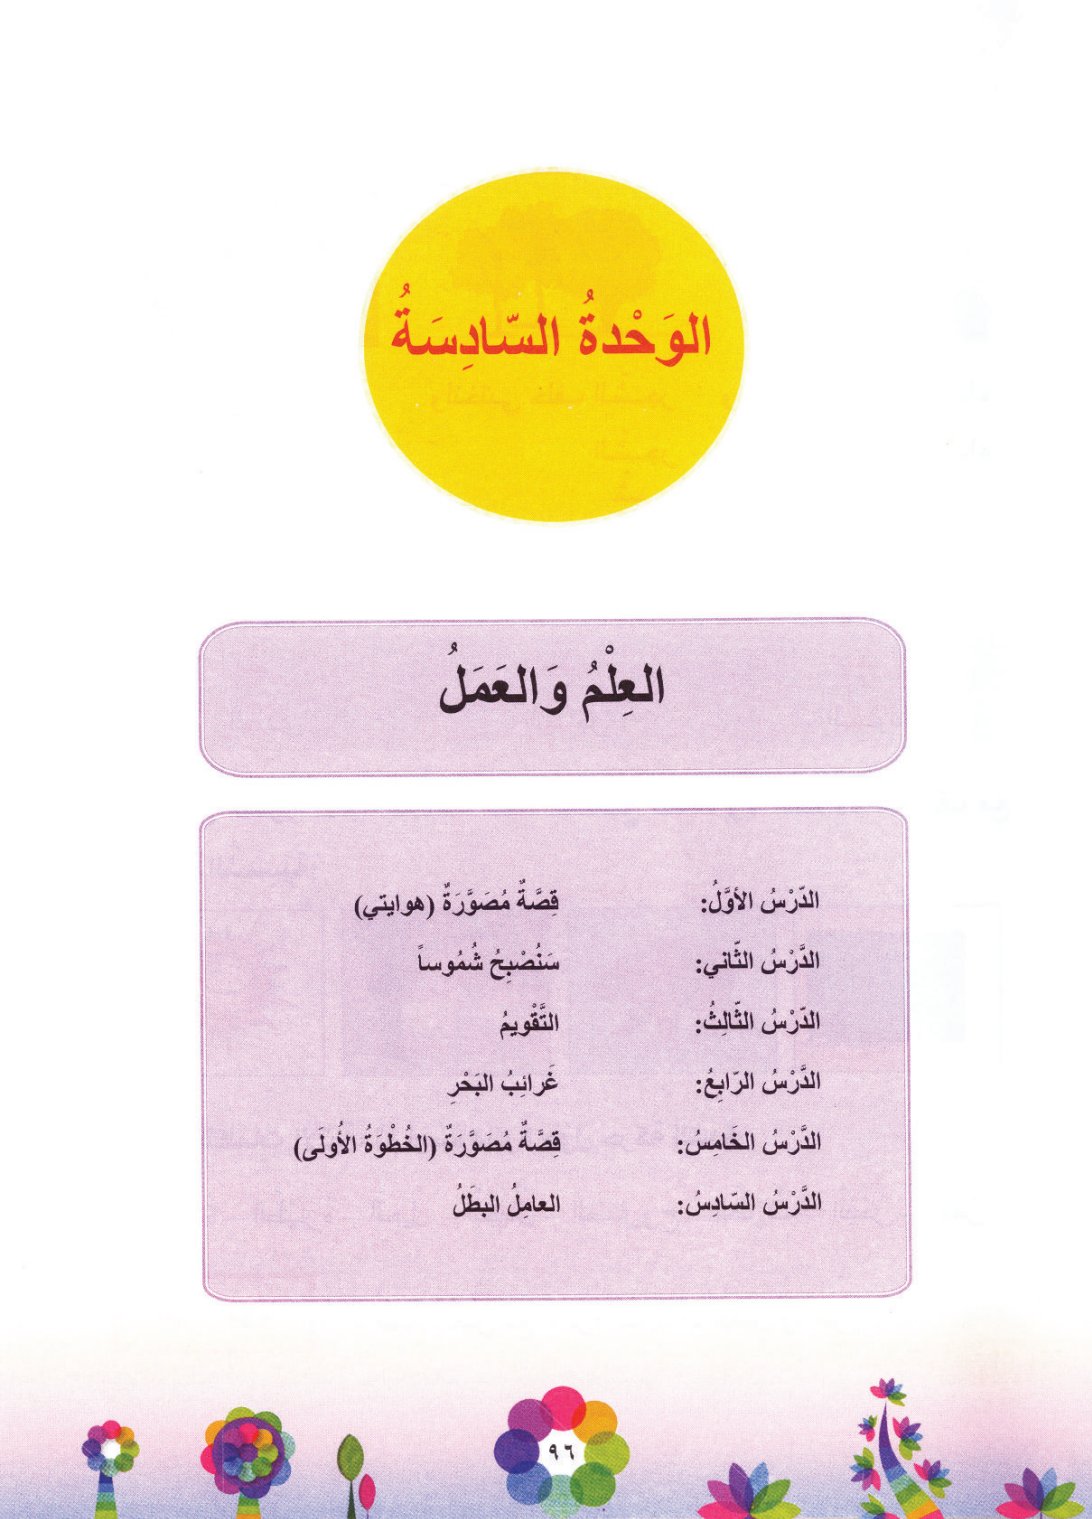 الوَحْدةُ السّادِسَةُ
العِلْمُ وَالعَمَلُ
الدّرْسُ الأوَّلُ: قِصَّةٌ مُصَوَّرَةٌ (هوايتي)
الدَّرْسُ الثّاني: سَنُصْبِحُ شُمُوساً
الدّرْسُ الثّالِثُ: التَّقْويمُ
الدَّرْسُ الرّابِعُ: غَرائِبُ البَحْرِ
الدَّرْسُ الخَامِسُ: قِصَّةٌ مُصَوَّرَةٌ (الخُطْوَةُ الأُولَى)
الدَّرْسُ السّادِسُ: العامِلُ البطَلُ
٩٦